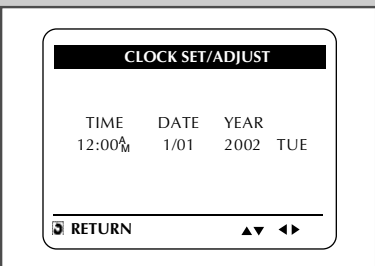 CLOCK SET/ADJUST
TIME DATE YEAR
12:00AM 1/01 2002 TUE
RETURN ▲▼ ◀▶